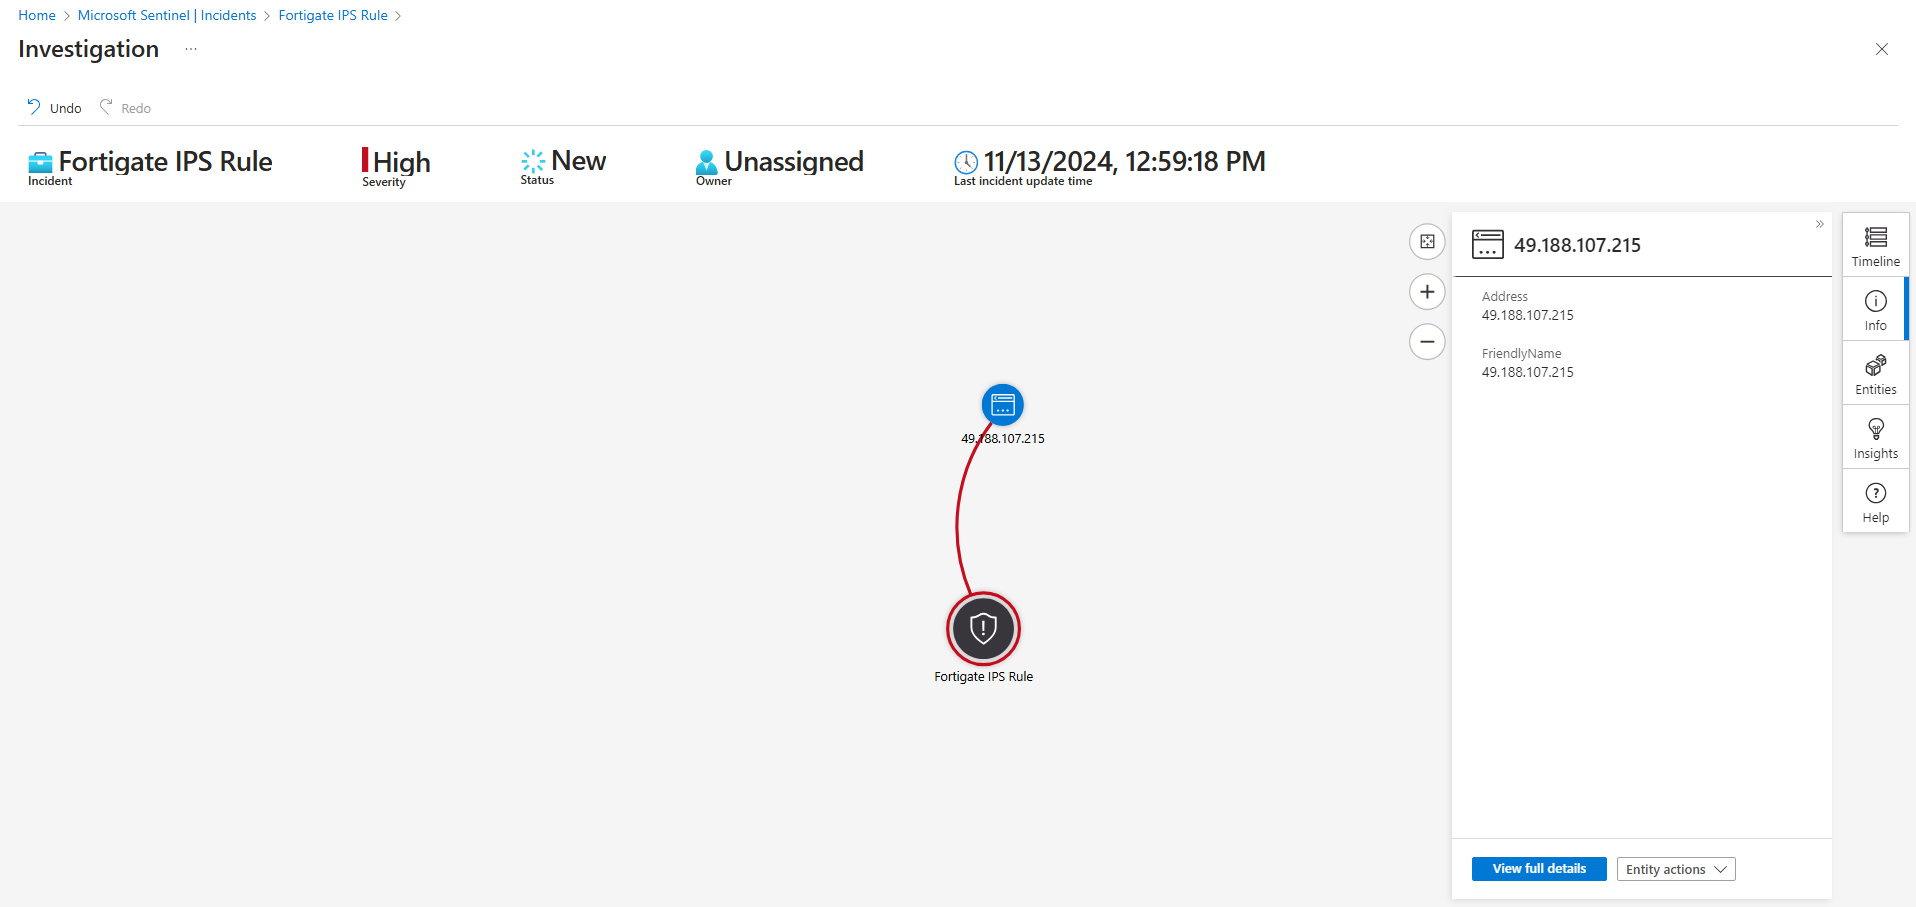 Home > Microsoft Sentinel | Incidents > Fortigate IPS Rule >
Investigation ...
Undo Redo
Fortigate IPS Rule
Incident
High
Severity
New
Status
Unassigned
Owner
11/13/2024, 12:59:18 PM
Last incident update time
49.188.107.215
Fortigate IPS Rule
49.188.107.215
Address
49.188.107.215
FriendlyName
49.188.107.215
View full details
Entity actions
Timeline
Info
Entities
Insights
Help